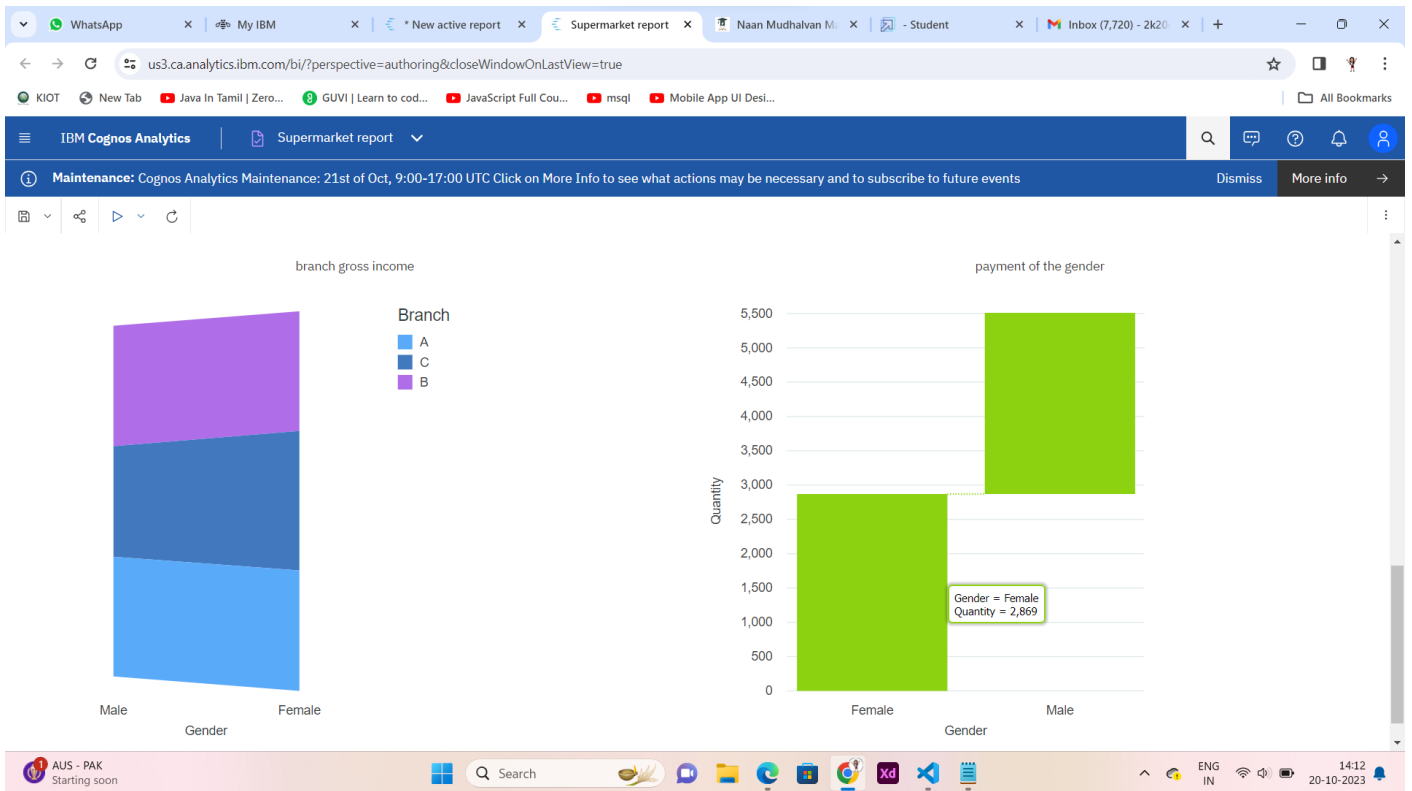 WhatsApp
My IBM
* New active report
Supermarket report
Naan Mudhalvan M
- Student
Inbox (7,720) - 2k20
us3.ca.analytics.ibm.com/bi/?perspective=authoring&closeWindowOnLastView=true
KIOT
New Tab
Java In Tamil | Zero...
GUVI | Learn to cod...
JavaScript Full Cou...
msql
Mobile App UI Desi...
All Bookmarks
IBM Cognos Analytics
Supermarket report
Maintenance: Cognos Analytics Maintenance: 21st of Oct, 9:00-17:00 UTC Click on More Info to see what actions may be necessary and to subscribe to future events
Dismiss
More info
branch gross income
Branch
A
C
B
Male
Female
Gender
payment of the gender
5,500
5,000
4,500
4,000
3,500
3,000
2,500
2,000
1,500
1,000
500
0
Quantity
Gender = Female
Quantity = 2,869
Female
Male
Gender
1
AUS - PAK
Starting soon
Search
Xd
ENG
IN
14:12
20-10-2023